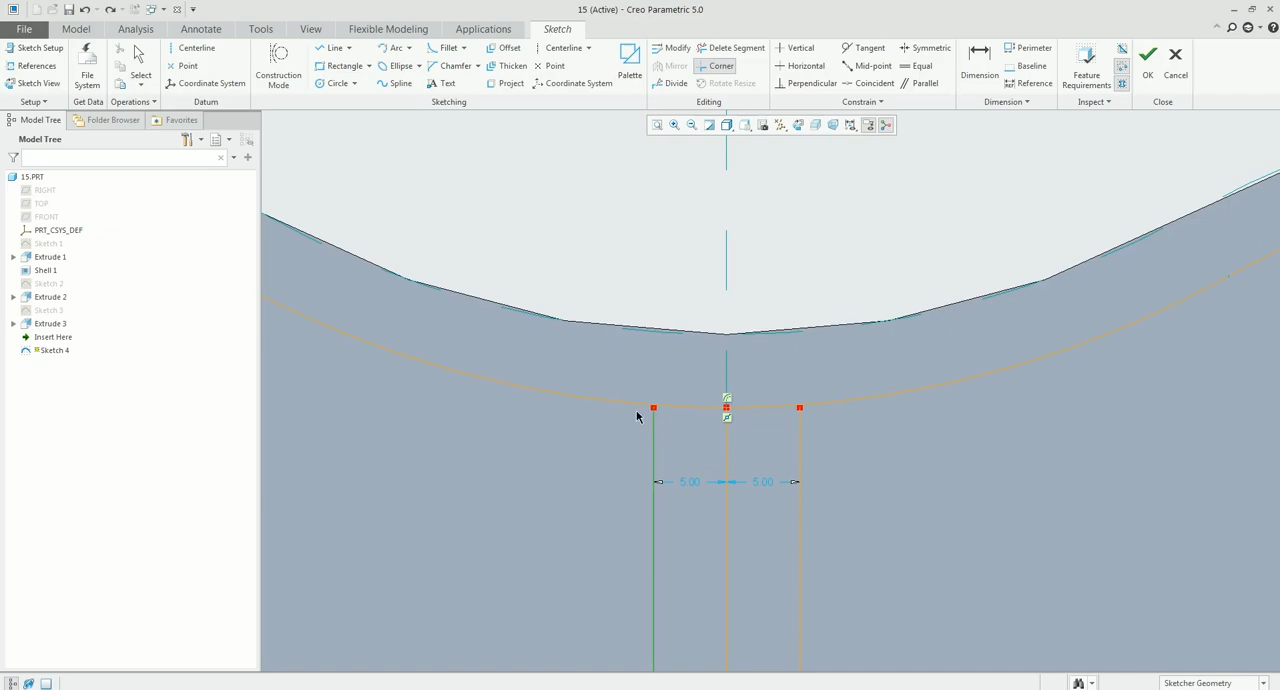 15 (Active) - Creo Parametric 5.0
File Model Analysis Annotate Tools View Flexible Modeling Applications Sketch
Sketch Setup
References
Sketch View
Setup
File System
Get Data
Select
Operations
Centerline
Point
Coordinate System
Datum
Construction Mode
Line Arc Fillet Offset Centerline
Rectangle Ellipse Chamfer Thicken Point
Circle Spline Text Project Coordinate System
Palette
Sketching
Modify Delete Segment
Mirror Corner
Divide Rotate Resize
Editing
Vertical Tangent Symmetric
Horizontal Mid-point Equal
Perpendicular Coincident Parallel
Constrain
Dimension
Perimeter
Baseline
Reference
Dimension
Feature Requirements
Inspect
OK
Cancel
Close
Model Tree Folder Browser Favorites
Model Tree
15.PRT
RIGHT
TOP
FRONT
PRT_CSYS_DEF
Sketch 1
Extrude 1
Shell 1
Sketch 2
Extrude 2
Sketch 3
Extrude 3
Insert Here
Sketch 4
5.00 5.00
Sketcher Geometry